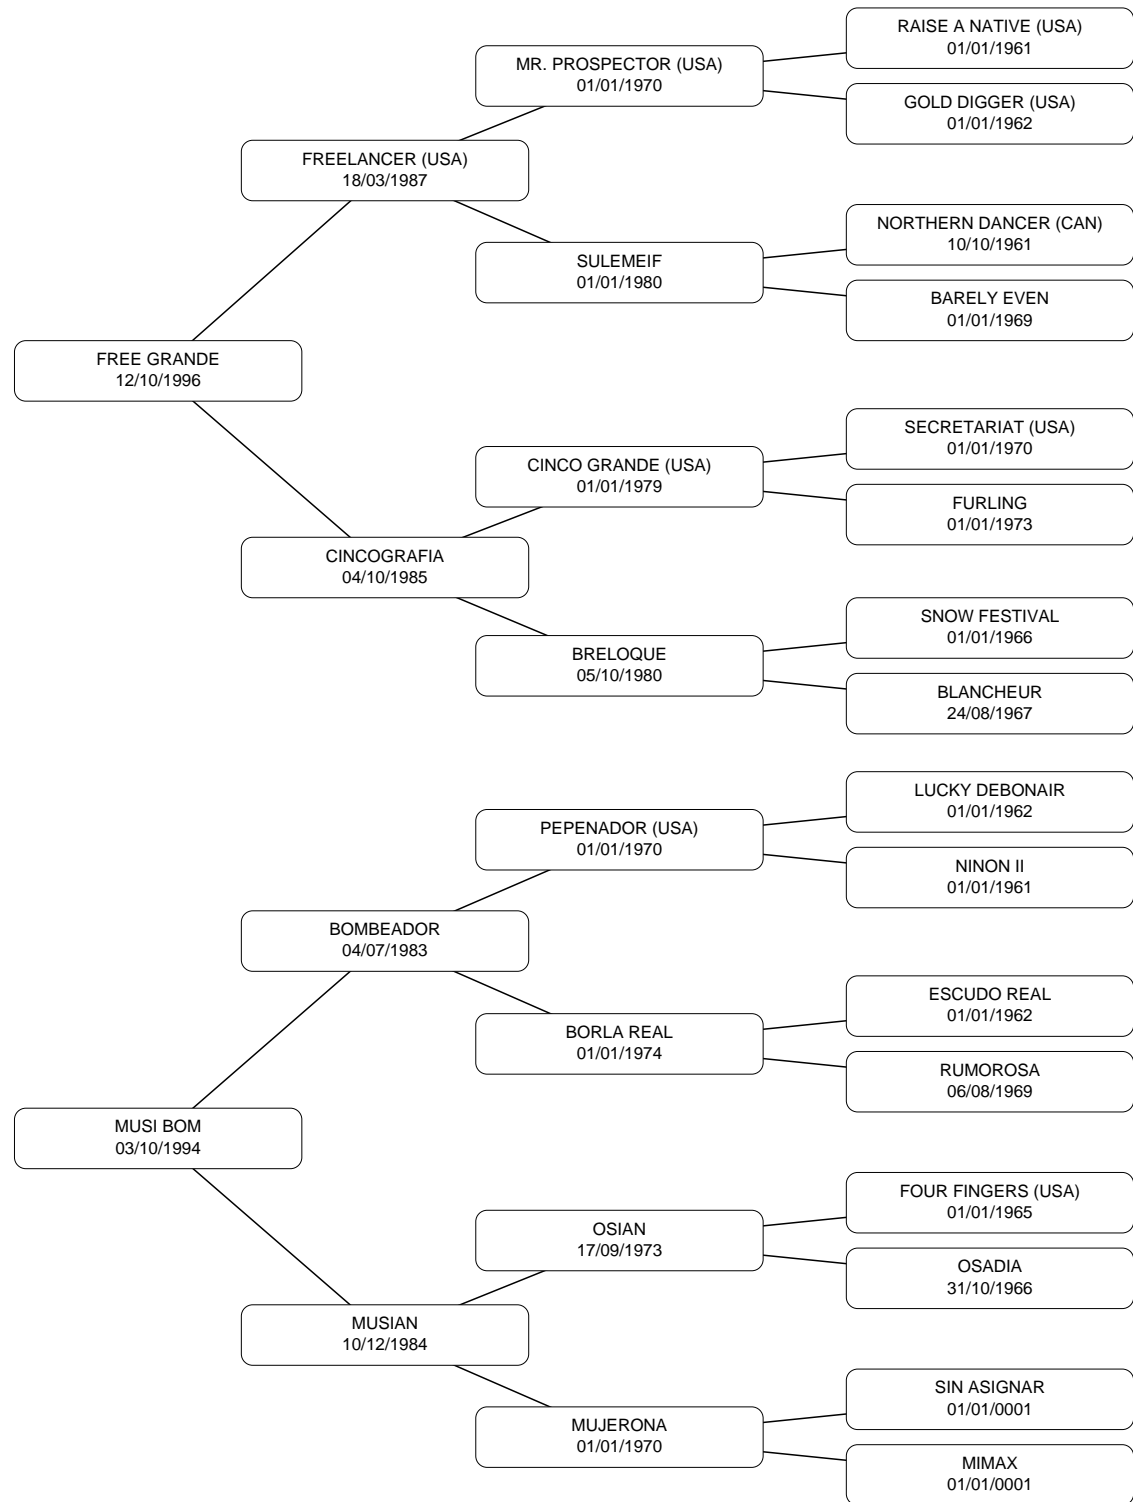 RAISE A NATIVE (USA)
01/01/1961
MR. PROSPECTOR (USA)
01/01/1970
GOLD DIGGER (USA)
01/01/1962
FREELANCER (USA)
18/03/1987
NORTHERN DANCER (CAN)
10/10/1961
SULEMEIF
01/01/1980
BARELY EVEN
01/01/1969
FREE GRANDE
12/10/1996
SECRETARIAT (USA)
01/01/1970
CINCO GRANDE (USA)
01/01/1979
FURLING
01/01/1973
CINCOGRAFIA
04/10/1985
SNOW FESTIVAL
01/01/1966
BRELOQUE
05/10/1980
BLANCHEUR
24/08/1967
LUCKY DEBONAIR
01/01/1962
PEPENADOR (USA)
01/01/1970
NINON II
01/01/1961
BOMBEADOR
04/07/1983
ESCUDO REAL
01/01/1962
BORLA REAL
01/01/1974
RUMOROSA
06/08/1969
MUSI BOM
03/10/1994
FOUR FINGERS (USA)
01/01/1965
OSIAN
17/09/1973
OSADIA
31/10/1966
MUSIAN
10/12/1984
SIN ASIGNAR
01/01/0001
MUJERONA
01/01/1970
MIMAX
01/01/0001